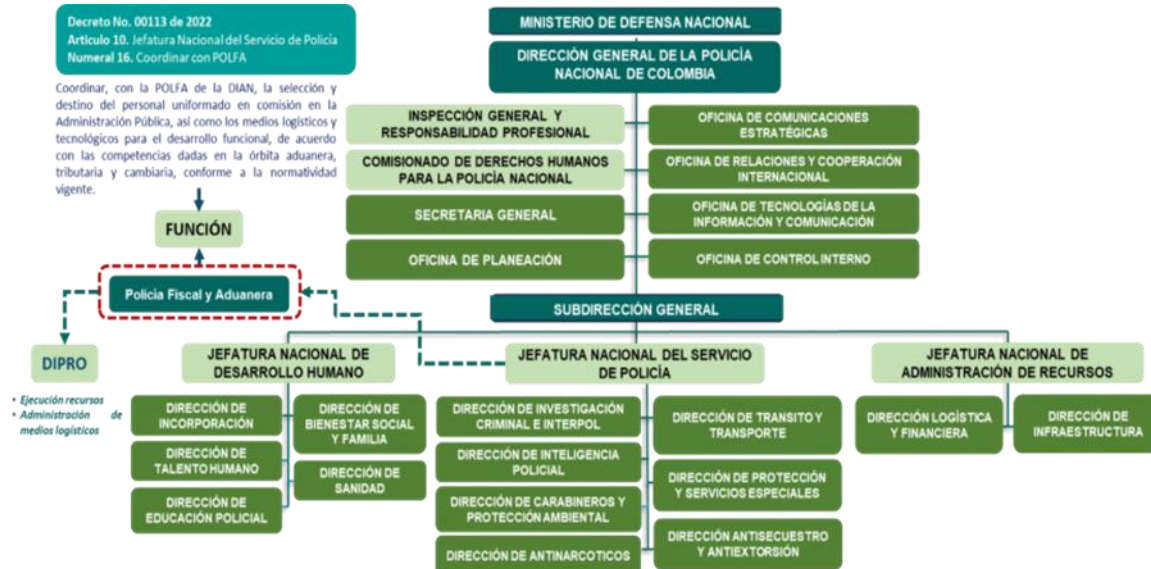 Decreto No. 00113 de 2022
Articulo 10. Jefatura Nacional del Servicio de Policía
Numeral 16. Coordinar con POLFA
Coordinar, con la POLFA de la DIAN, la selección y
destino del personal uniformado en comisión en la
Administración Pública, así como los medios logísticos y
tecnológicos para el desarrollo funcional, de acuerdo
con las competencias dadas en la órbita aduanera,
tributaria y cambiaria, conforme a la normatividad
vigente.
FUNCIÓN
Policia Fiscal y Aduanera
DIPRO
• Ejecución recursos
• Administración de
medios logísticos
MINISTERIO DE DEFENSA NACIONAL
DIRECCIÓN GENERAL DE LA POLICÍA
NACIONAL DE COLOMBIA
INSPECCIÓN GENERAL Y
RESPONSABILIDAD PROFESIONAL
OFICINA DE COMUNICACIONES
ESTRATÉGICAS
COMISIONADO DE DERECHOS HUMANOS
PARA LA POLICÍA NACIONAL
OFICINA DE RELACIONES Y COOPERACIÓN
INTERNACIONAL
SECRETARIA GENERAL
OFICINA DE TECNOLOGÍAS DE LA
INFORMACIÓN Y COMUNICACIÓN
OFICINA DE PLANEACIÓN
OFICINA DE CONTROL INTERNO
SUBDIRECCIÓN GENERAL
JEFATURA NACIONAL DE
DESARROLLO HUMANO
DIRECCIÓN DE
INCORPORACIÓN
DIRECCIÓN DE
BIENESTAR SOCIAL
Y FAMILIA
DIRECCIÓN DE
TALENTO HUMANO
DIRECCIÓN DE
SANIDAD
DIRECCIÓN DE
EDUCACIÓN POLICIAL
JEFATURA NACIONAL DEL SERVICIO
DE POLICÍA
DIRECCIÓN DE INVESTIGACIÓN
CRIMINAL E INTERPOL
DIRECCIÓN DE TRANSITO Y
TRANSPORTE
DIRECCIÓN DE INTELIGENCIA
POLICIAL
DIRECCIÓN DE PROTECCIÓN
Y SERVICIOS ESPECIALES
DIRECCIÓN DE CARABINEROS Y
PROTECCIÓN AMBIENTAL
DIRECCIÓN ANTISECUESTRO
Y ANTIEXTORSIÓN
DIRECCIÓN DE ANTINARCOTICOS
JEFATURA NACIONAL DE
ADMINISTRACIÓN DE RECURSOS
DIRECCIÓN LOGÍSTICA
Y FINANCIERA
DIRECCIÓN DE
INFRAESTRUCTURA